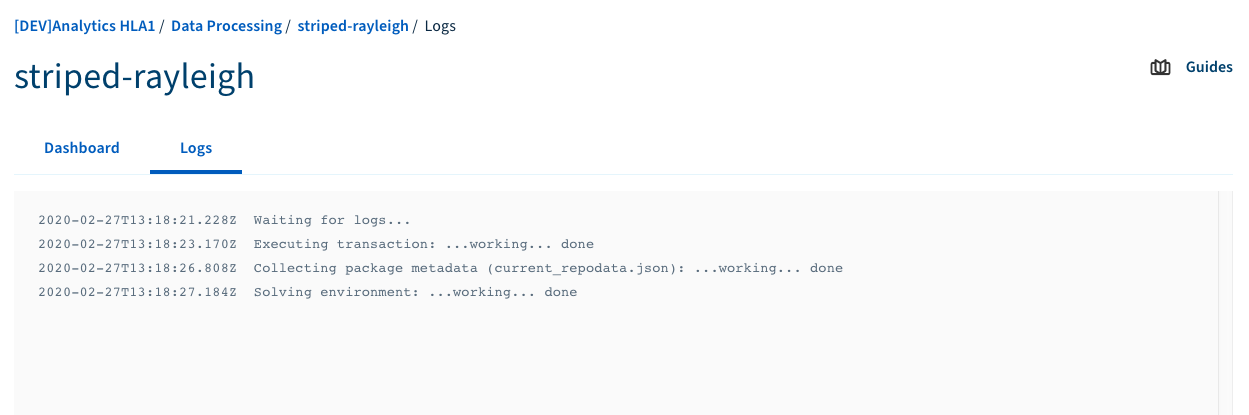 [DEV]Analytics HLA1 / Data Processing / striped-rayleigh / Logs
striped-rayleigh
Guides
Dashboard Logs
2020-02-27T13:18:21.228Z Waiting for logs...
2020-02-27T13:18:23.170Z Executing transaction: ...working... done
2020-02-27T13:18:26.808Z Collecting package metadata (current_repodata.json): ...working... done
2020-02-27T13:18:27.184Z Solving environment: ...working... done